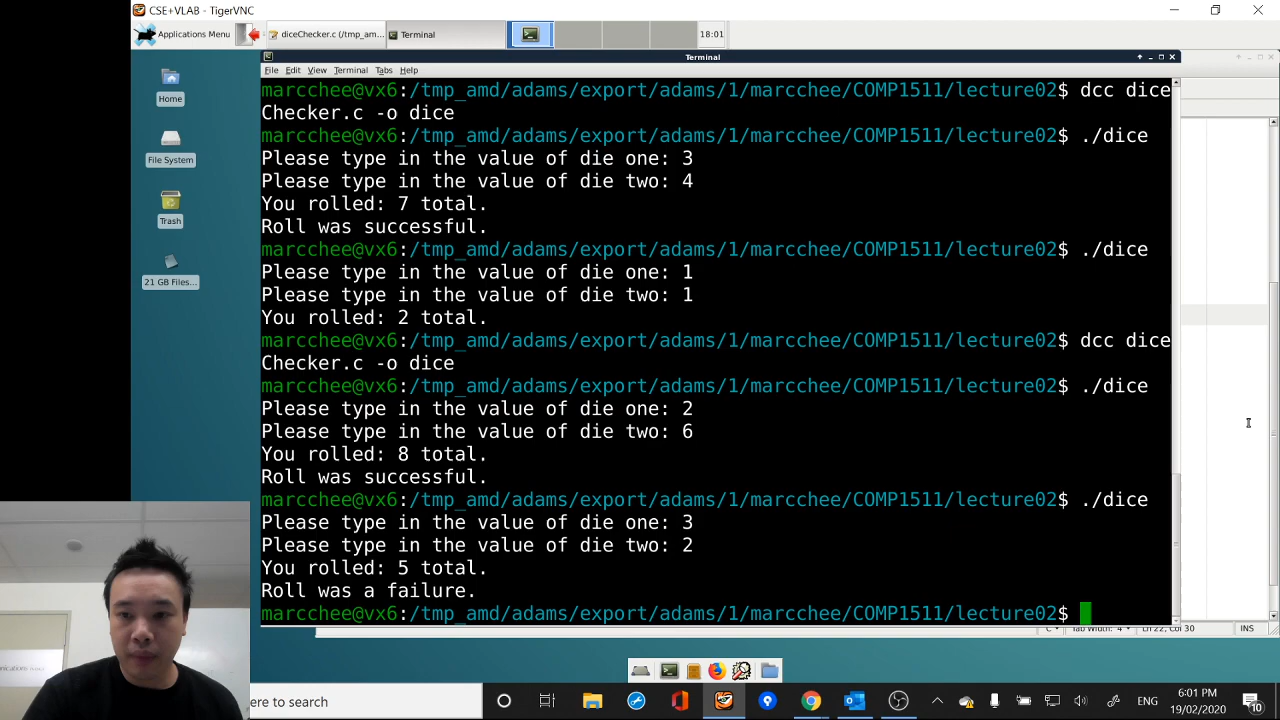 CSE+VLAB - TigerVNC
Applications Menu
diceChecker.c (/tmp_am...
Terminal
18:01
Terminal
File Edit View Terminal Tabs Help
marcchee@vx6:/tmp_amd/adams/export/adams/1/marcchee/COMP1511/lecture02$ dcc dice
Checker.c -o dice
marcchee@vx6:/tmp_amd/adams/export/adams/1/marcchee/COMP1511/lecture02$ ./dice
Please type in the value of die one: 3
Please type in the value of die two: 4
You rolled: 7 total.
Roll was successful.
marcchee@vx6:/tmp_amd/adams/export/adams/1/marcchee/COMP1511/lecture02$ ./dice
Please type in the value of die one: 1
Please type in the value of die two: 1
You rolled: 2 total.
marcchee@vx6:/tmp_amd/adams/export/adams/1/marcchee/COMP1511/lecture02$ dcc dice
Checker.c -o dice
marcchee@vx6:/tmp_amd/adams/export/adams/1/marcchee/COMP1511/lecture02$ ./dice
Please type in the value of die one: 2
Please type in the value of die two: 6
You rolled: 8 total.
Roll was successful.
marcchee@vx6:/tmp_amd/adams/export/adams/1/marcchee/COMP1511/lecture02$ ./dice
Please type in the value of die one: 3
Please type in the value of die two: 2
You rolled: 5 total.
Roll was a failure.
marcchee@vx6:/tmp_amd/adams/export/adams/1/marcchee/COMP1511/lecture02$
Home
File System
Trash
21 GB Files...
C Tab Width: 4 Ln 22, Col 30 INS
ere to search
ENG
6:01 PM
19/02/2020
10